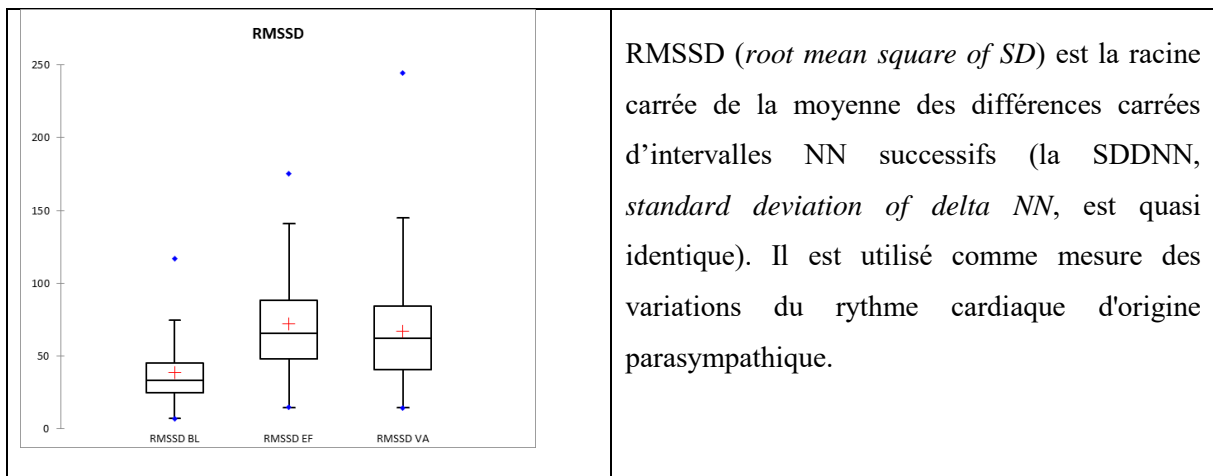 RMSSD
250
200
150
100
50
0
RMSSD BL
RMSSD EF
RMSSD VA
RMSSD (root mean square of SD) est la racine
carrée de la moyenne des différences carrées
d’intervalles NN successifs (la SDDNN,
standard deviation of delta NN, est quasi
identique). Il est utilisé comme mesure des
variations du rythme cardiaque d'origine
parasympathique.